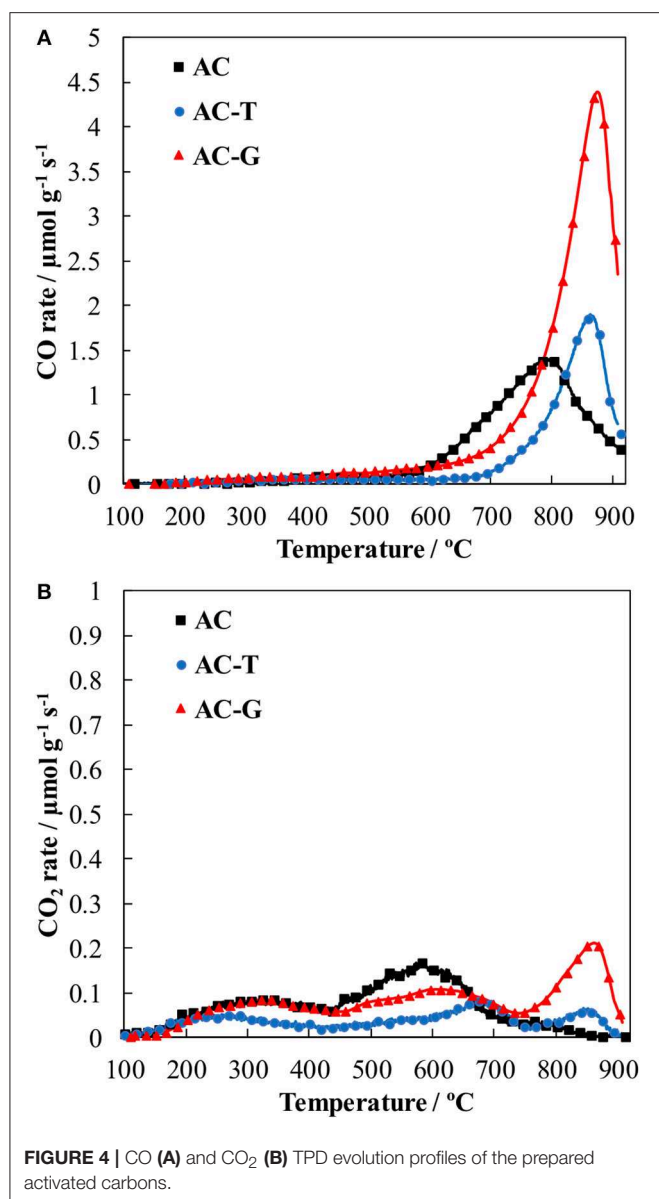 A
5
4.5
4
3.5
3
2.5
2
1.5
1
0.5
0
CO rate / µmol g⁻¹ s⁻¹
AC
AC-T
AC-G
100 200 300 400 500 600 700 800 900
Temperature / ºC
B
1
0.9
0.8
0.7
0.6
0.5
0.4
0.3
0.2
0.1
0
CO₂ rate / µmol g⁻¹ s⁻¹
AC
AC-T
AC-G
100 200 300 400 500 600 700 800 900
Temperature / ºC
FIGURE 4 | CO (A) and CO₂ (B) TPD evolution profiles of the prepared
activated carbons.